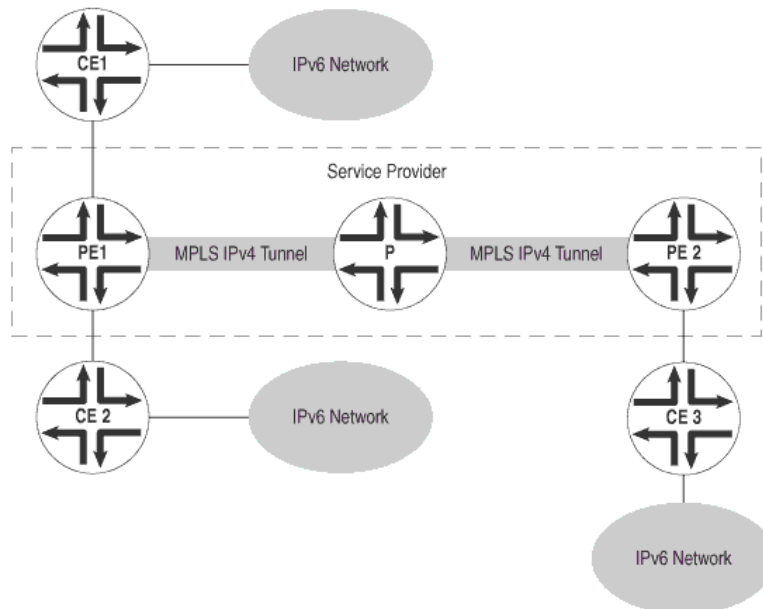 CE1
IPv6 Network
Service Provider
PE1
MPLS IPv4 Tunnel
P
MPLS IPv4 Tunnel
PE 2
CE 2
IPv6 Network
CE 3
IPv6 Network